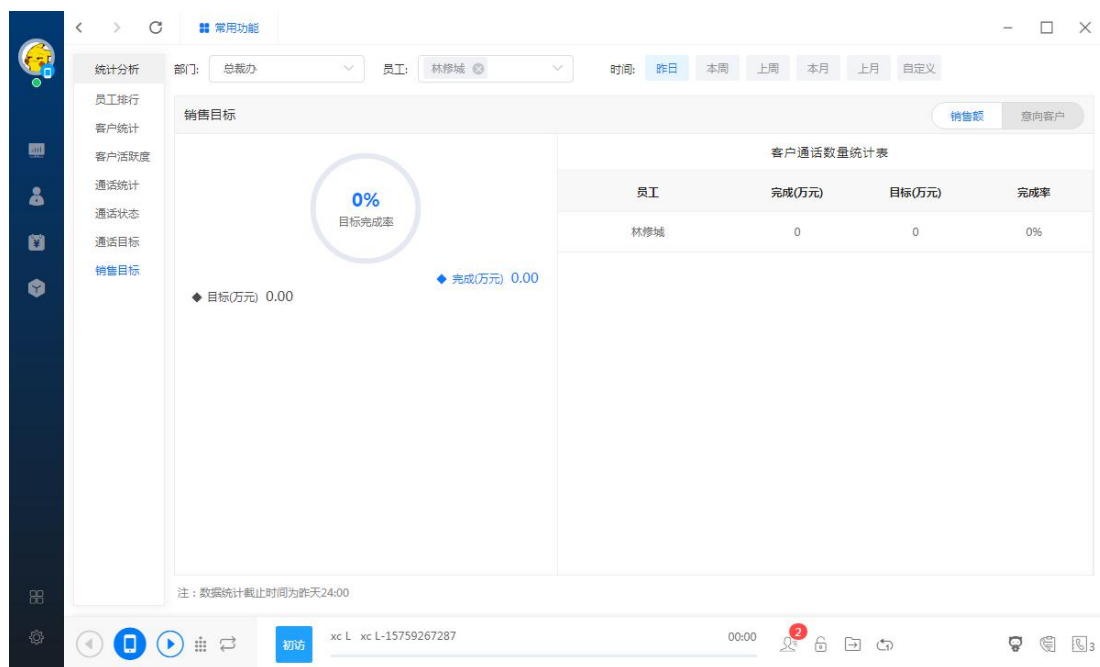 常用功能
统计分析
员工排行
客户统计
客户活跃度
通话统计
通话状态
通话目标
销售目标
部门: 总裁办 员工: 林修城 时间: 昨日 本周 上周 本月 上月 自定义
销售目标 销售额 意向客户
0%
目标完成率
完成(万元) 0.00
目标(万元) 0.00
客户通话数量统计表
员工 完成(万元) 目标(万元) 完成率
林修城 0 0 0%
注：数据统计截止时间为昨天24:00
初访 xc L xc L-15759267287 00:00 2 3